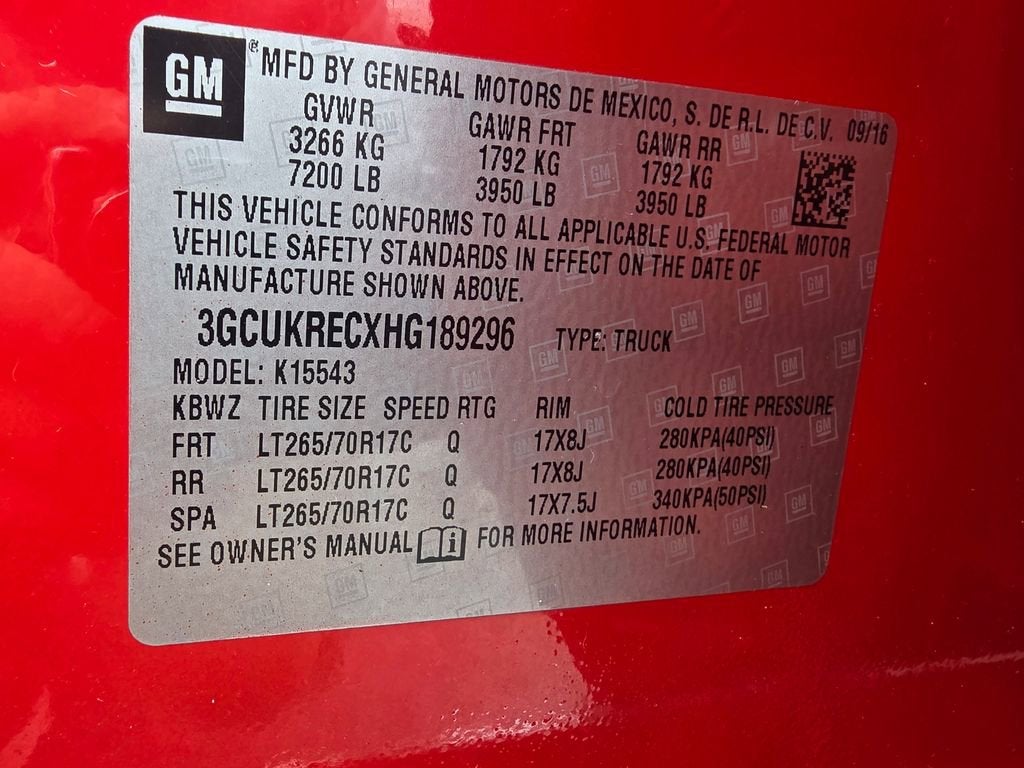 GM ® MFD BY GENERAL MOTORS DE MEXICO, S. DE R.L. DE C.V. 09/16
GVWR GAWR FRT GAWR RR
3266 KG 1792 KG 1792 KG
7200 LB 3950 LB 3950 LB
THIS VEHICLE CONFORMS TO ALL APPLICABLE U.S. FEDERAL MOTOR
VEHICLE SAFETY STANDARDS IN EFFECT ON THE DATE OF
MANUFACTURE SHOWN ABOVE.
3GCUKRECXHG189296 TYPE: TRUCK
MODEL: K15543
KBWZ TIRE SIZE SPEED RTG RIM COLD TIRE PRESSURE
FRT LT265/70R17C Q 17X8J 280KPA(40PSI)
RR LT265/70R17C Q 17X8J 280KPA(40PSI)
SPA LT265/70R17C Q 17X7.5J 340KPA(50PSI)
SEE OWNER'S MANUAL i FOR MORE INFORMATION.